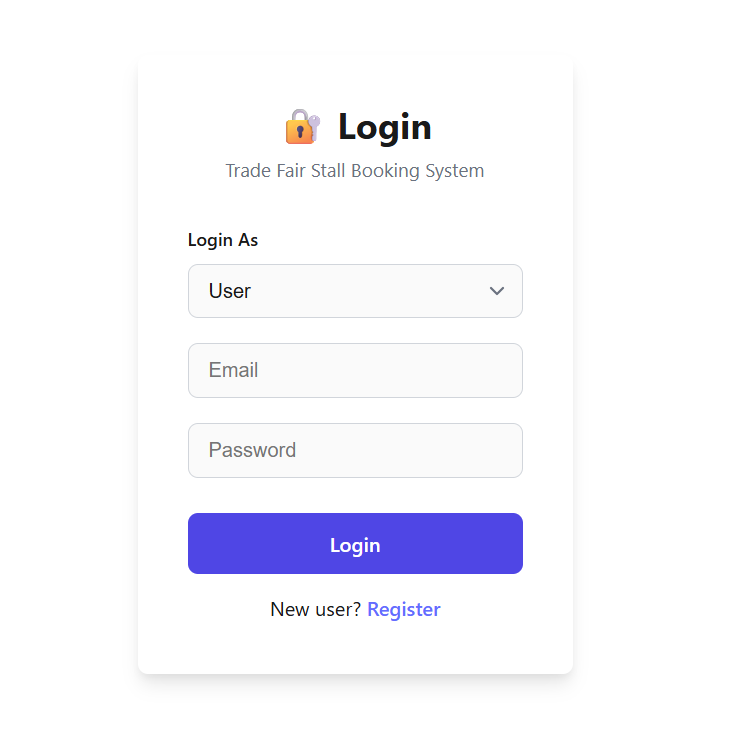 Login
Trade Fair Stall Booking System
Login As
User
Email
Password
Login
New user? Register